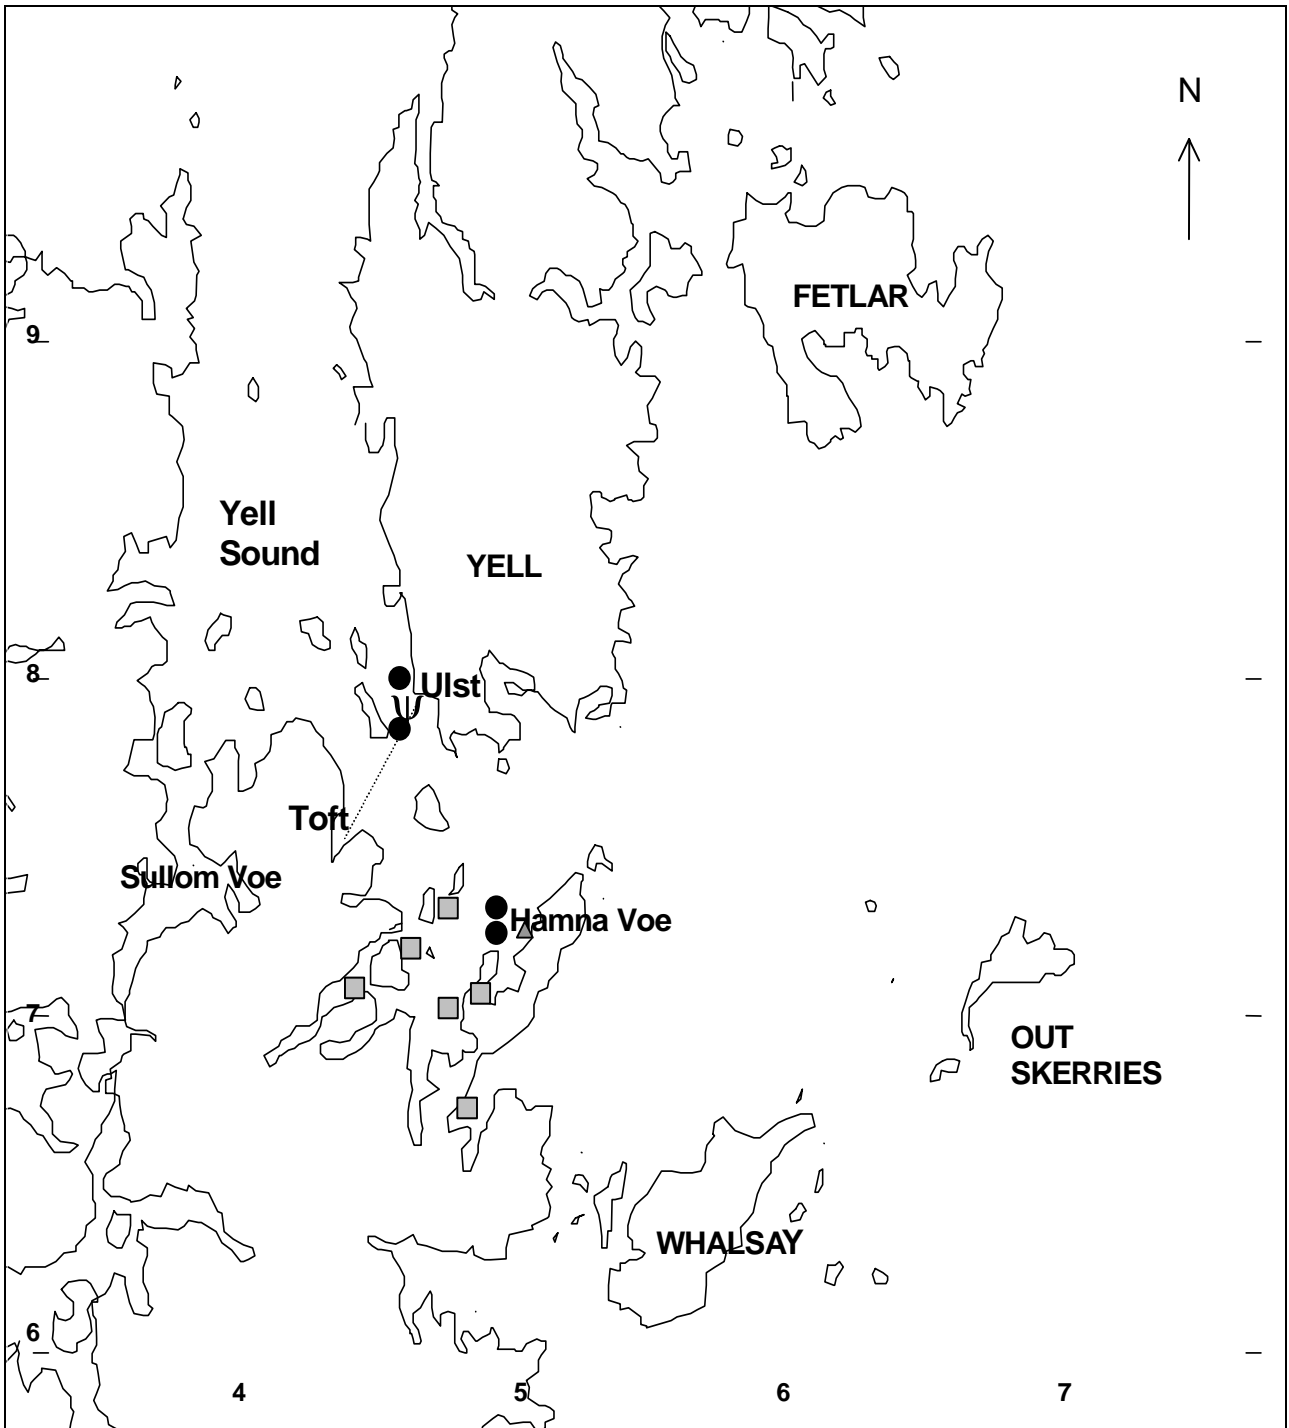 N
FETLAR
9
Yell
Sound
YELL
8
Ulst
ψ
Toft
Sullom Voe
Hamna Voe
7
OUT
SKERRIES
WHALSAY
6
4 5 6 7